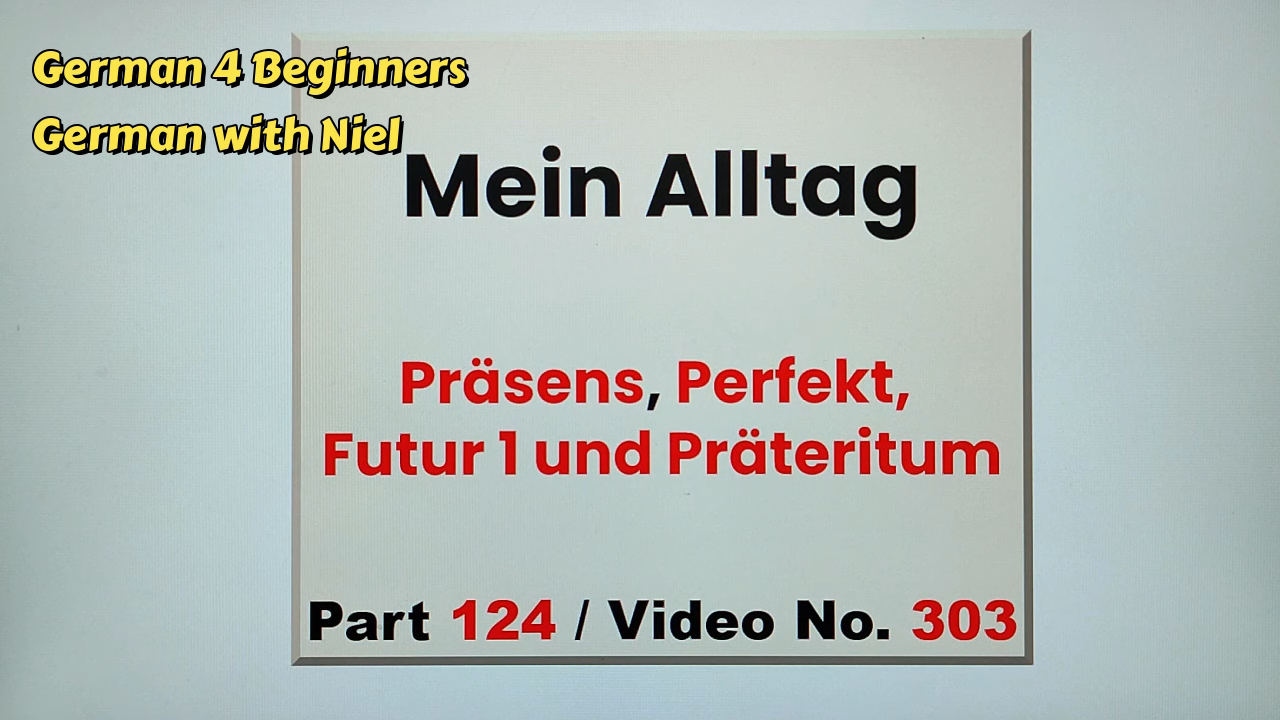 German 4 Beginners
German with Niel
Mein Alltag
Präsens, Perfekt,
Futur 1 und Präteritum
Part 124 / Video No. 303